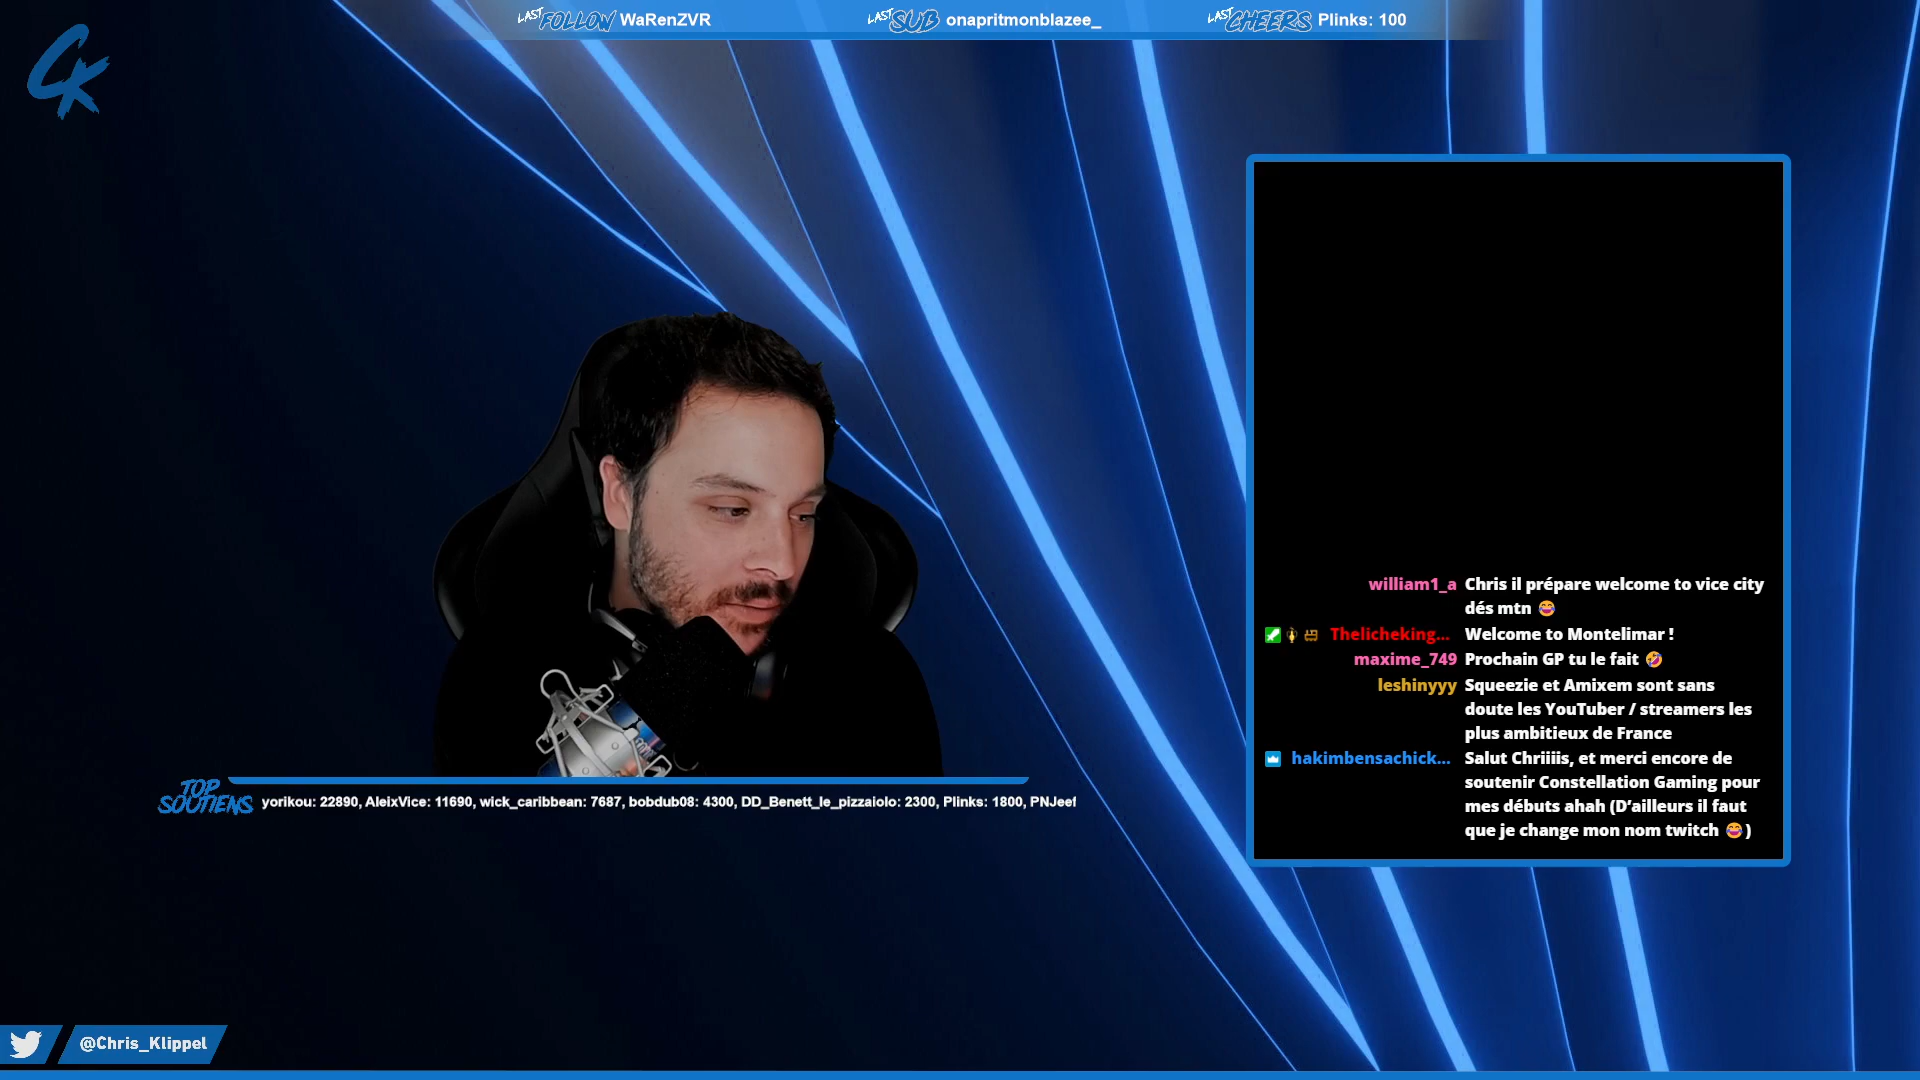 LAST FOLLOW WaRenZVR
LAST SUB onapritmonblazee_
LAST CHEERS Plinks: 100
CK
william1_a Chris il prépare welcome to vice city
dés mtn 😂
Thelicheking... Welcome to Montelimar !
maxime_749 Prochain GP tu le fait 🤣
leshinyyy Squeezie et Amixem sont sans
doute les YouTuber / streamers les
plus ambitieux de France
hakimbensachick... Salut Chriiiis, et merci encore de
soutenir Constellation Gaming pour
mes débuts ahah (D'ailleurs il faut
que je change mon nom twitch 😂)
TOP
SOUTIENS yorikou: 22890, AleixVice: 11690, wick_caribbean: 7687, bobdub08: 4300, DD_Benett_le_pizzaiolo: 2300, Plinks: 1800, PNJeef
@Chris_Klippel